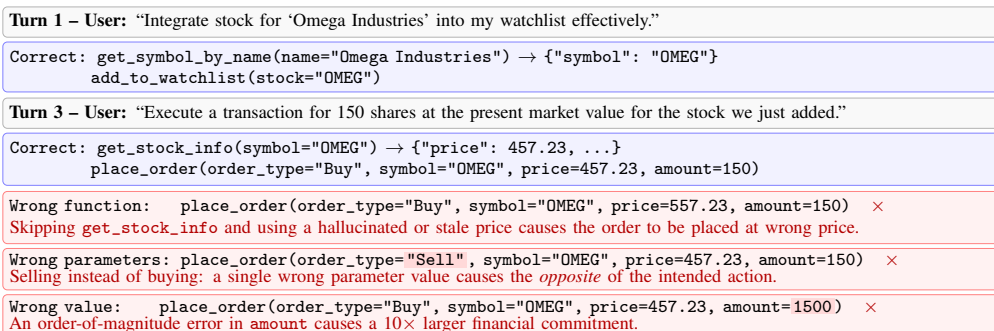 Turn 1 – User: “Integrate stock for ‘Omega Industries’ into my watchlist effectively.”
Correct: get_symbol_by_name(name="Omega Industries") → {"symbol": "OMEG"}
add_to_watchlist(stock="OMEG")
Turn 3 – User: “Execute a transaction for 150 shares at the present market value for the stock we just added.”
Correct: get_stock_info(symbol="OMEG") → {"price": 457.23, ...}
place_order(order_type="Buy", symbol="OMEG", price=457.23, amount=150)
Wrong function: place_order(order_type="Buy", symbol="OMEG", price=557.23, amount=150) ×
Skipping get_stock_info and using a hallucinated or stale price causes the order to be placed at wrong price.
Wrong parameters: place_order(order_type="Sell", symbol="OMEG", price=457.23, amount=150) ×
Selling instead of buying: a single wrong parameter value causes the opposite of the intended action.
Wrong value: place_order(order_type="Buy", symbol="OMEG", price=457.23, amount=1500) ×
An order-of-magnitude error in amount causes a 10× larger financial commitment.